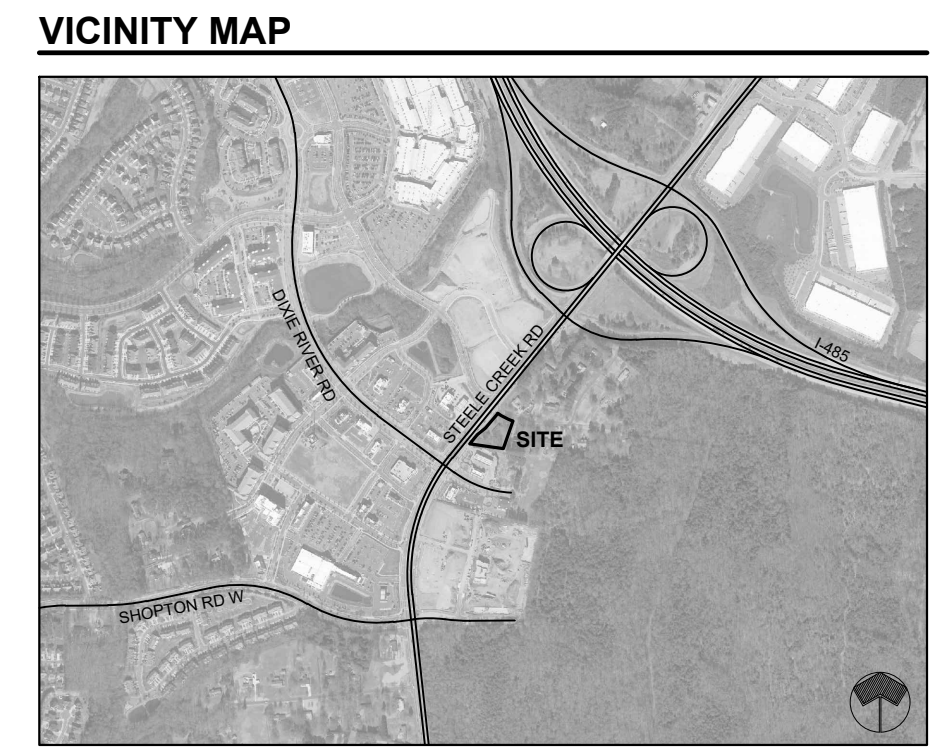 VICINITY MAP
DIXIE RIVER RD
STEELE CREEK RD
I-485
SITE
SHOPTON RD W